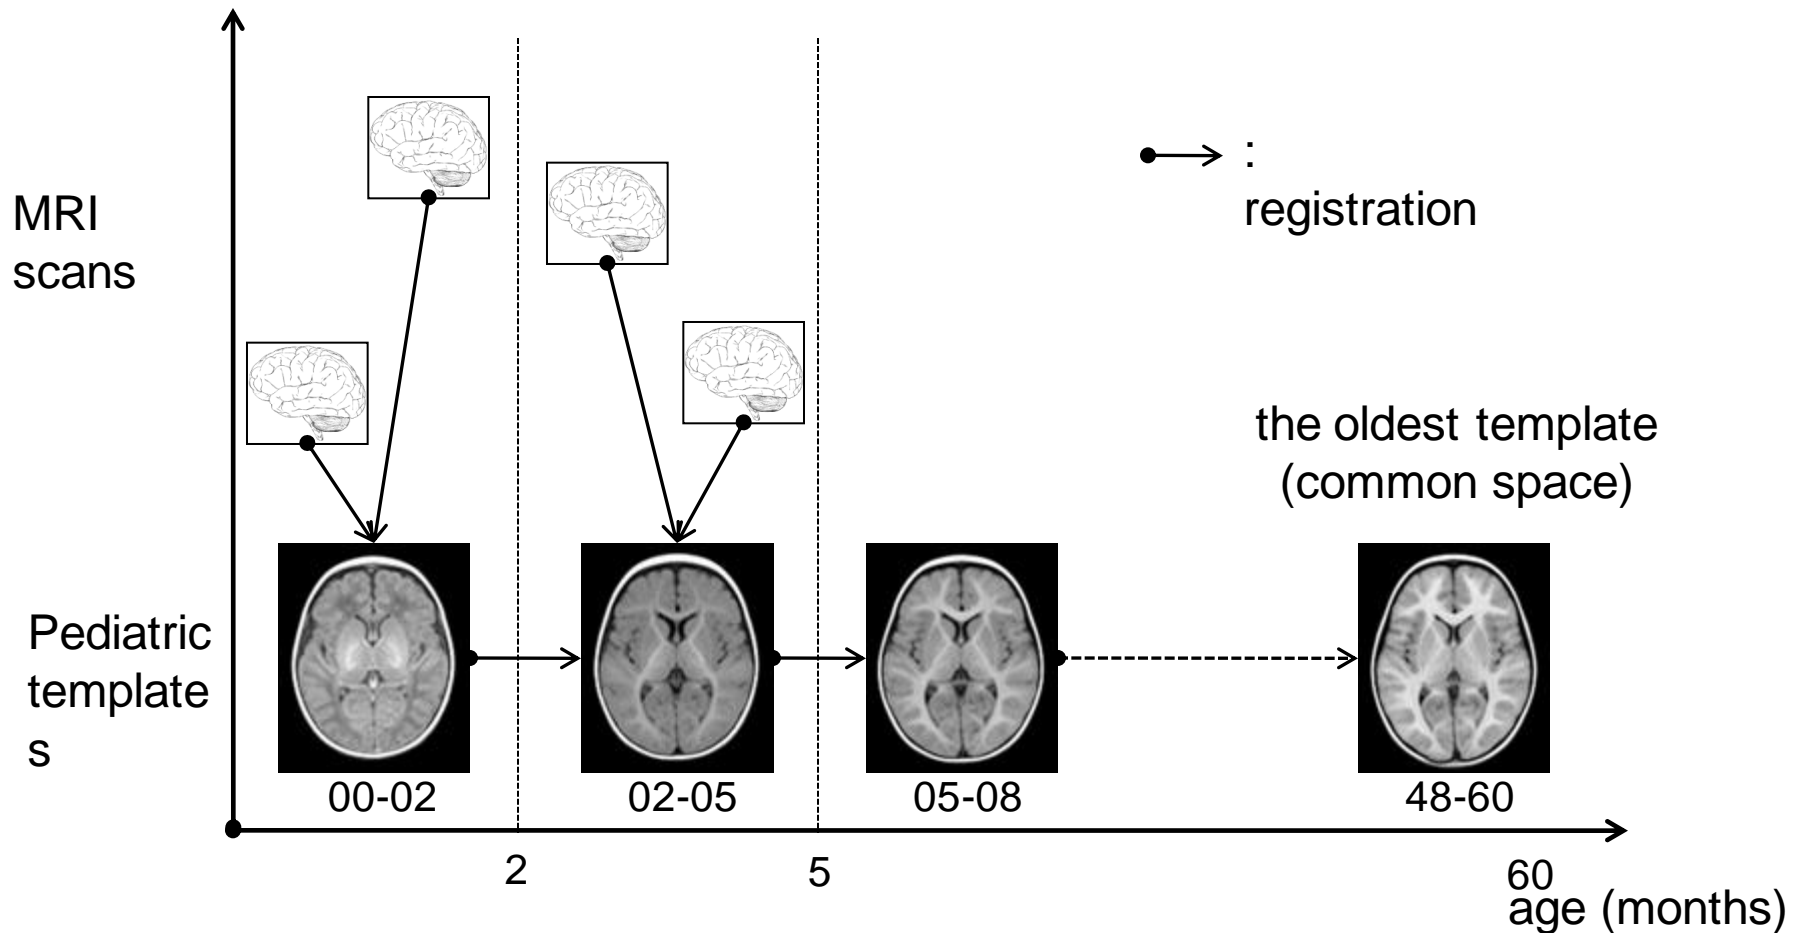 MRI
scans
:
registration
the oldest template
(common space)
Pediatric
template
s
00-02
02-05
05-08
48-60
2
5
60
age (months)